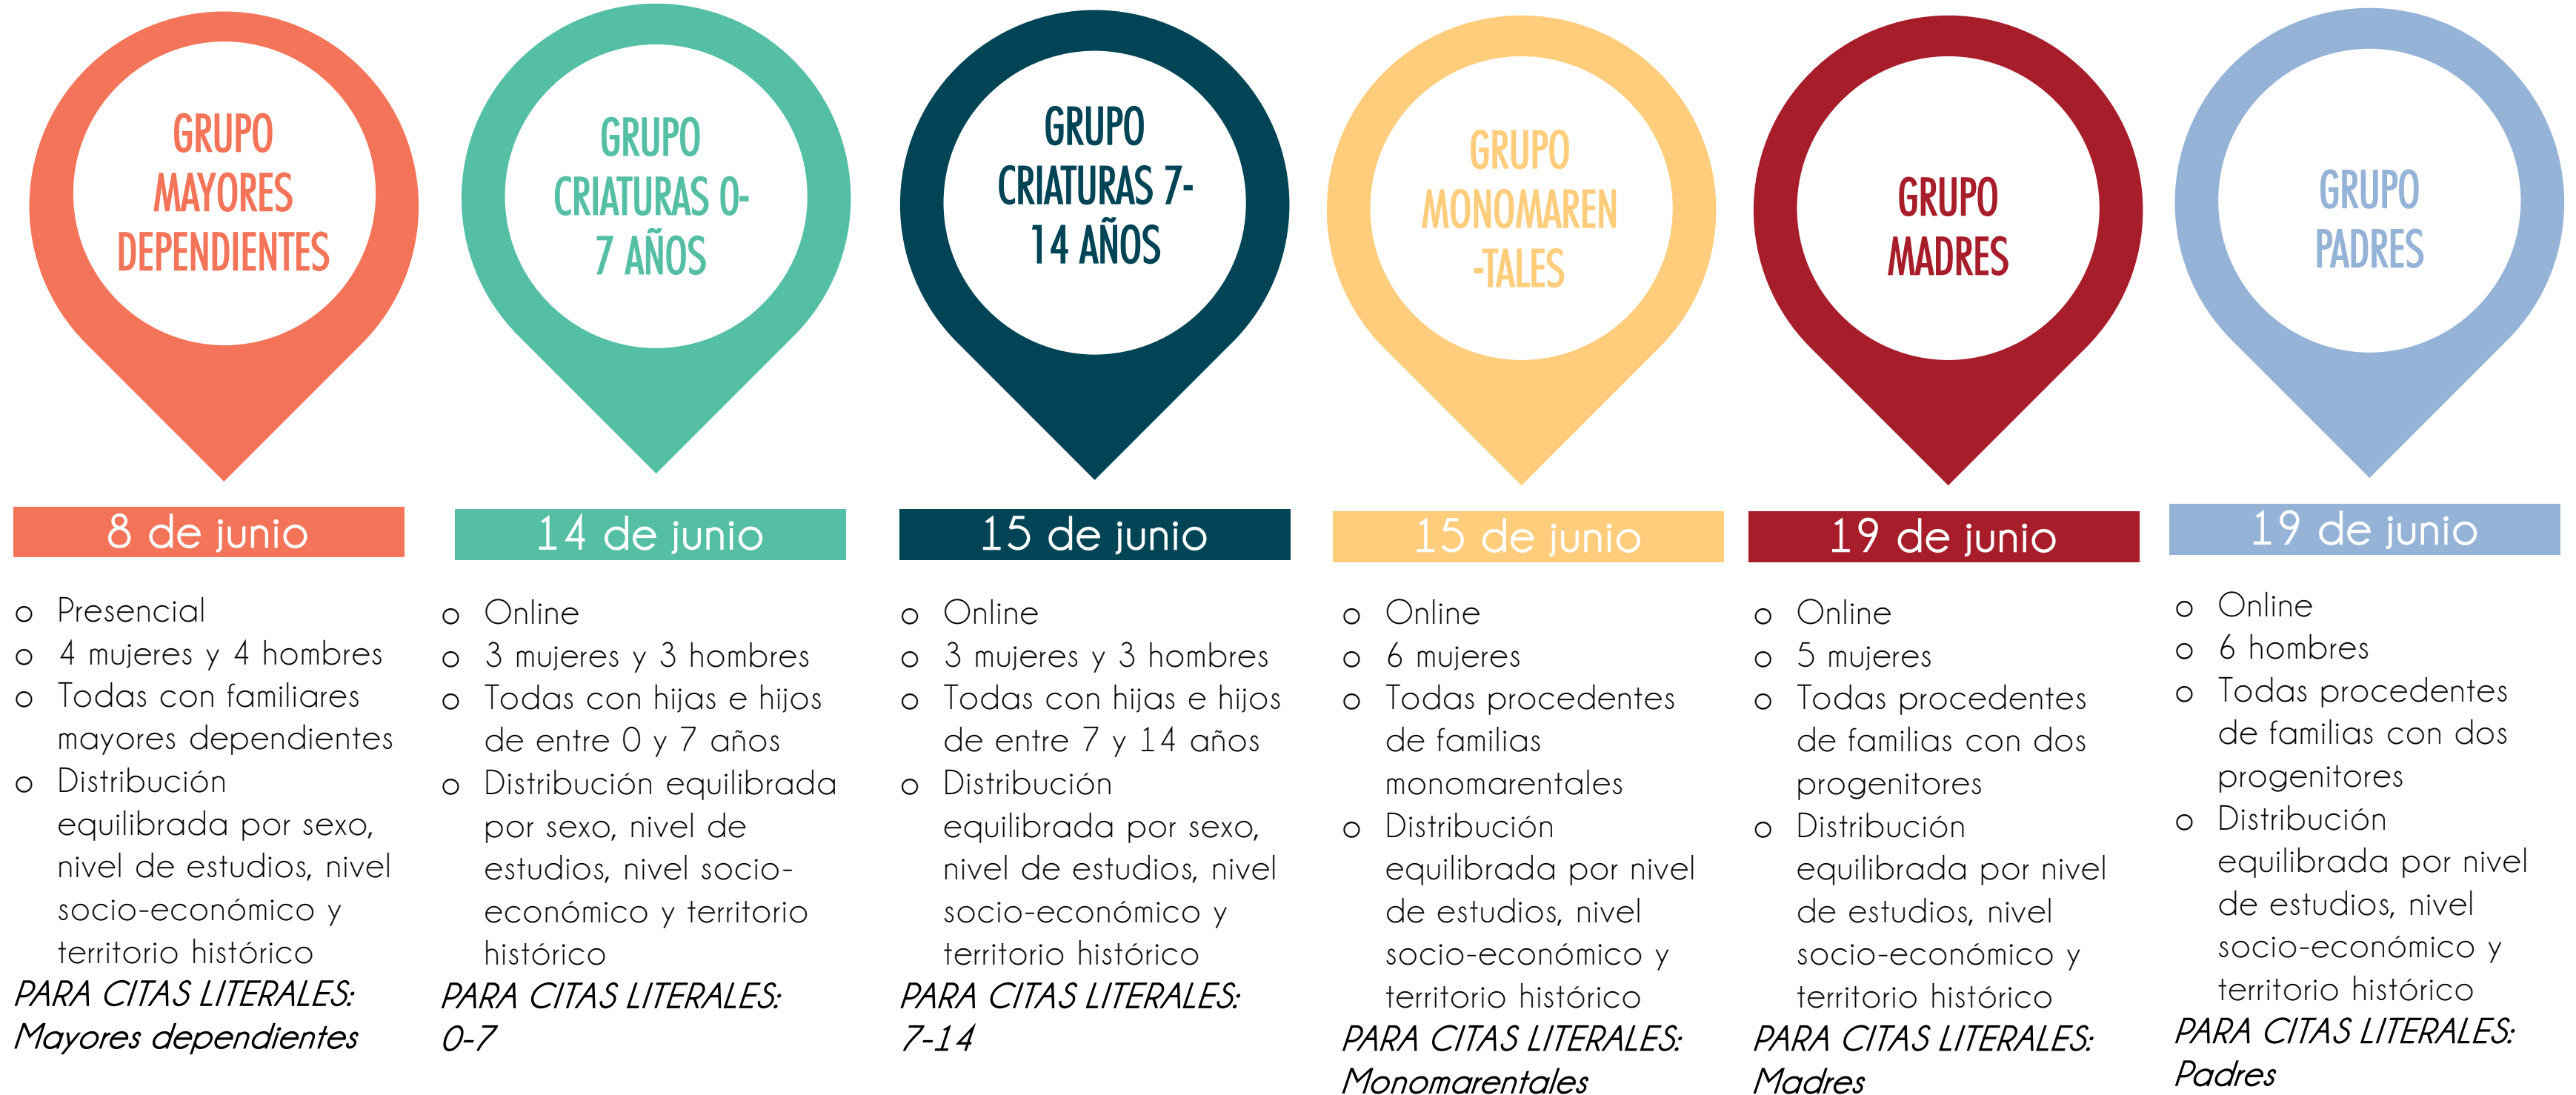 GRUPO
MAYORES
DEPENDIENTES
8 de junio
o Presencial
o 4 mujeres y 4 hombres
o Todas con familiares
mayores dependientes
o Distribución
equilibrada por sexo,
nivel de estudios, nivel
socio-económico y
territorio histórico
PARA CITAS LITERALES:
Mayores dependientes
GRUPO
CRIATURAS 0-
7 AÑOS
14 de junio
o Online
o 3 mujeres y 3 hombres
o Todas con hijas e hijos
de entre 0 y 7 años
o Distribución equilibrada
por sexo, nivel de
estudios, nivel socio-
económico y territorio
histórico
PARA CITAS LITERALES:
0-7
GRUPO
CRIATURAS 7-
14 AÑOS
15 de junio
o Online
o 3 mujeres y 3 hombres
o Todas con hijas e hijos
de entre 7 y 14 años
o Distribución
equilibrada por sexo,
nivel de estudios, nivel
socio-económico y
territorio histórico
PARA CITAS LITERALES:
7-14
GRUPO
MONOMAREN
-TALES
15 de junio
o Online
o 6 mujeres
o Todas procedentes
de familias
monomarentales
o Distribución
equilibrada por nivel
de estudios, nivel
socio-económico y
territorio histórico
PARA CITAS LITERALES:
Monomarentales
GRUPO
MADRES
19 de junio
o Online
o 5 mujeres
o Todas procedentes
de familias con dos
progenitores
o Distribución
equilibrada por nivel
de estudios, nivel
socio-económico y
territorio histórico
PARA CITAS LITERALES:
Madres
GRUPO
PADRES
19 de junio
o Online
o 6 hombres
o Todas procedentes
de familias con dos
progenitores
o Distribución
equilibrada por nivel
de estudios, nivel
socio-económico y
territorio histórico
PARA CITAS LITERALES:
Padres